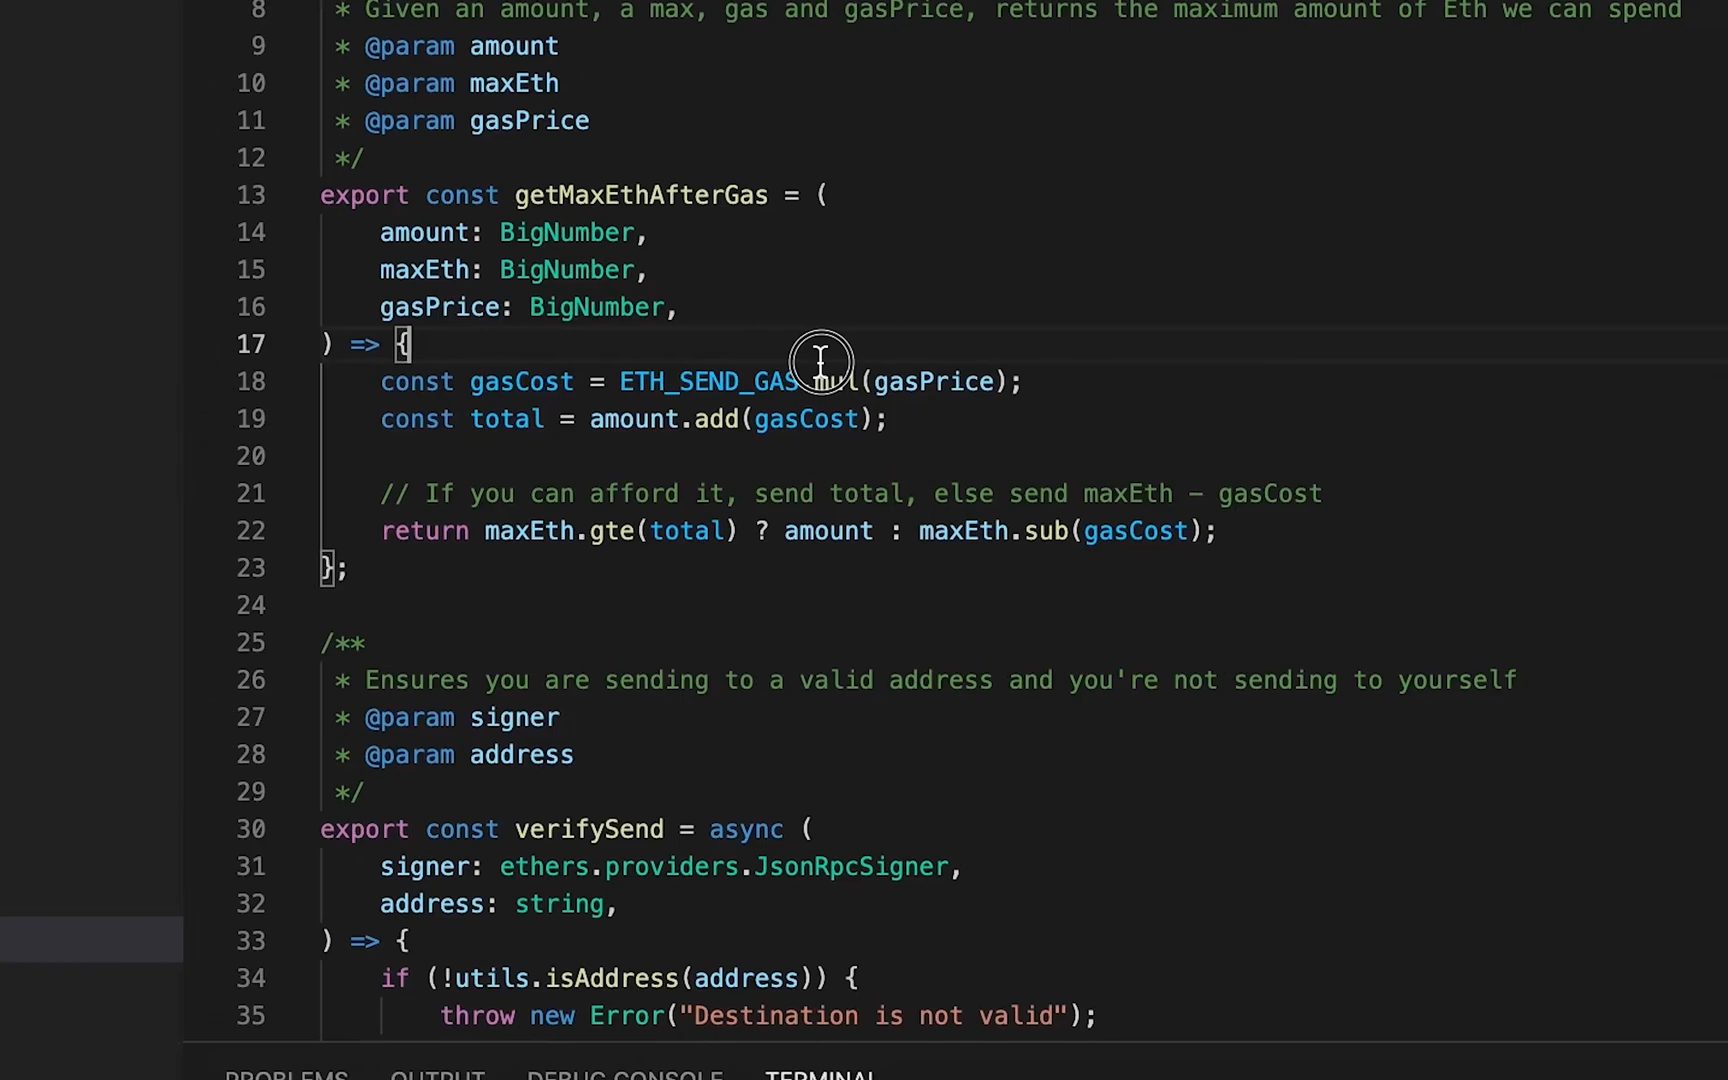 8 * Given an amount, a max, gas and gasPrice, returns the maximum amount of Eth we can spend
9 * @param amount
10 * @param maxEth
11 * @param gasPrice
12 */
13 export const getMaxEthAfterGas = (
14 amount: BigNumber,
15 maxEth: BigNumber,
16 gasPrice: BigNumber,
17 ) => {
18 const gasCost = ETH_SEND_GAS.mul(gasPrice);
19 const total = amount.add(gasCost);
20
21 // If you can afford it, send total, else send maxEth - gasCost
22 return maxEth.gte(total) ? amount : maxEth.sub(gasCost);
23 };
24
25 /**
26 * Ensures you are sending to a valid address and you're not sending to yourself
27 * @param signer
28 * @param address
29 */
30 export const verifySend = async (
31 signer: ethers.providers.JsonRpcSigner,
32 address: string,
33 ) => {
34 if (!utils.isAddress(address)) {
35 throw new Error("Destination is not valid");
PROBLEMS OUTPUT DEBUG CONSOLE TERMINAL